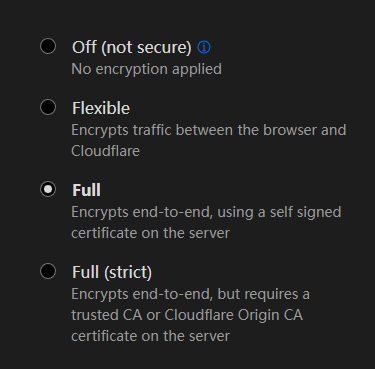 Off (not secure)
No encryption applied
Flexible
Encrypts traffic between the browser and
Cloudflare
Full
Encrypts end-to-end, using a self signed
certificate on the server
Full (strict)
Encrypts end-to-end, but requires a
trusted CA or Cloudflare Origin CA
certificate on the server